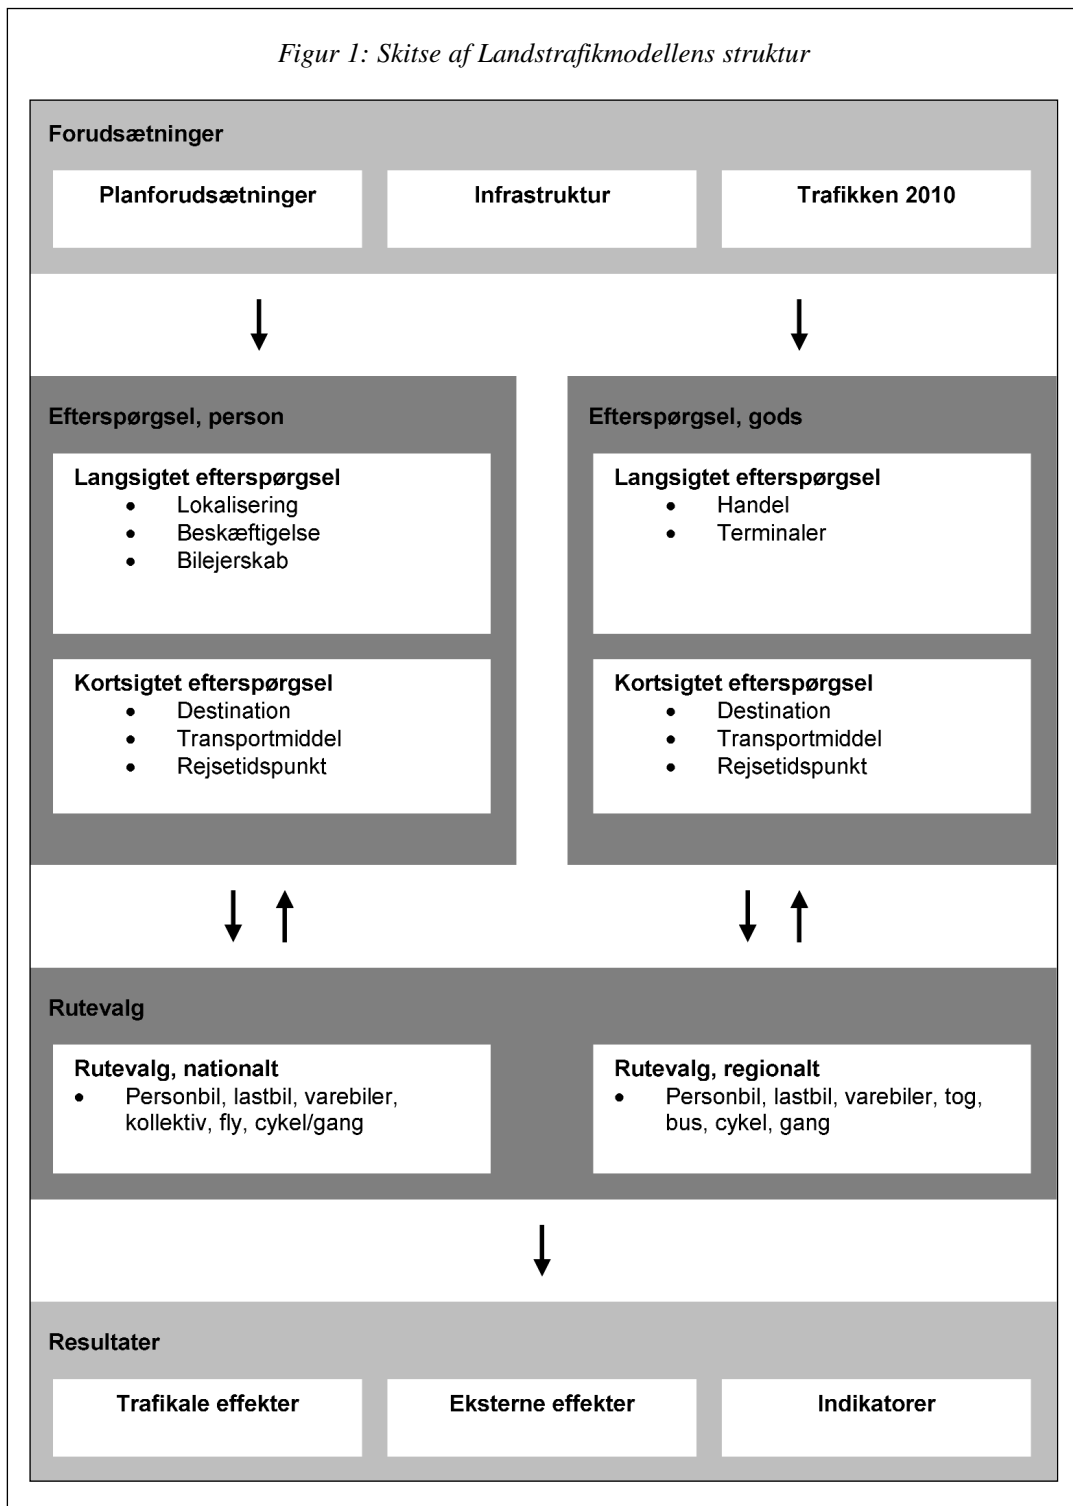 Figur 1: Skitse af Landstrafikmodellens struktur
Forudsætninger
Planforudsætninger
Infrastruktur
Trafikken 2010
Efterspørgsel, person
Langsigtet efterspørgsel
• Lokalisering
• Beskæftigelse
• Bilejerskab
Kortsigtet efterspørgsel
• Destination
• Transportmiddel
• Rejsetidspunkt
Efterspørgsel, gods
Langsigtet efterspørgsel
• Handel
• Terminaler
Kortsigtet efterspørgsel
• Destination
• Transportmiddel
• Rejsetidspunkt
Rutevalg
Rutevalg, nationalt
• Personbil, lastbil, varebiler,
kollektiv, fly, cykel/gang
Rutevalg, regionalt
• Personbil, lastbil, varebiler, tog,
bus, cykel, gang
Resultater
Trafikale effekter
Eksterne effekter
Indikatorer